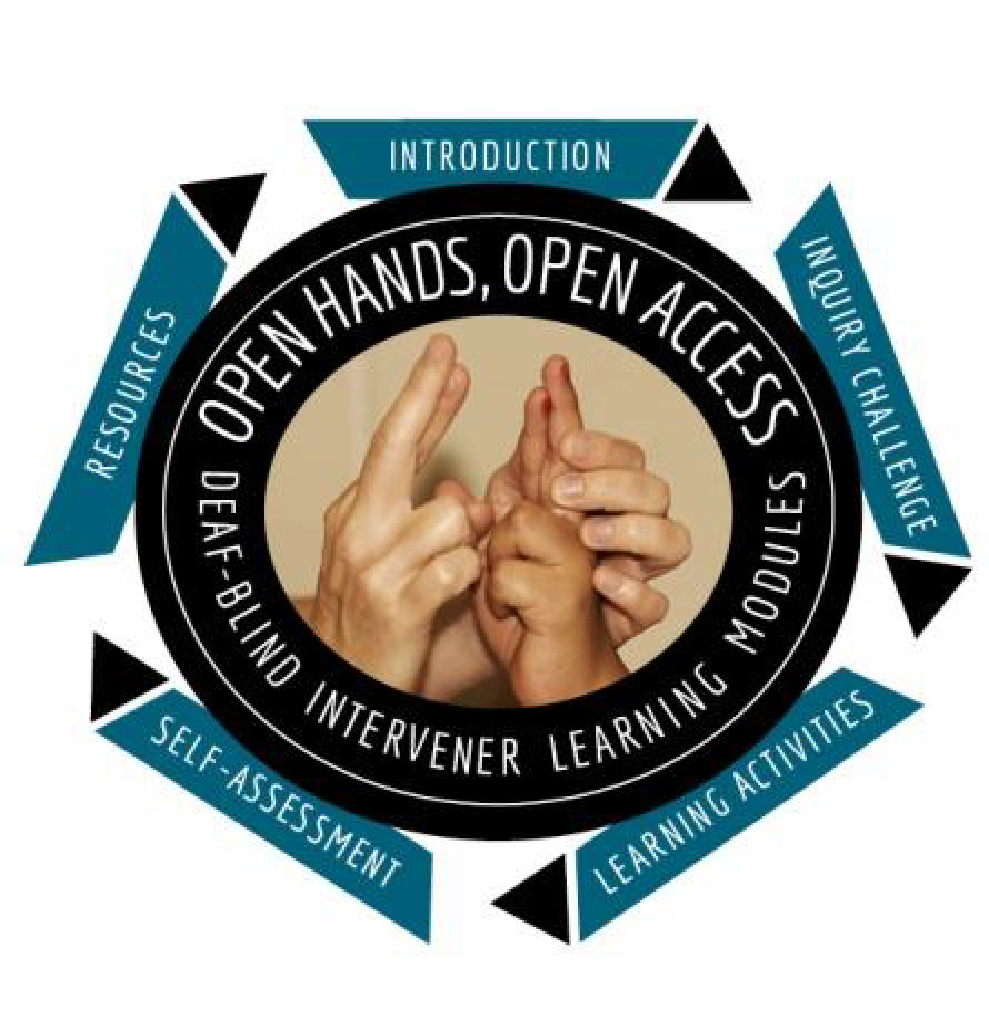 INTRODUCTION
INQUIRY CHALLENGE
LEARNING ACTIVITIES
SELF-ASSESSMENT
RESOURCES
OPEN HANDS, OPEN ACCESS
DEAF-BLIND INTERVENER LEARNING MODULES